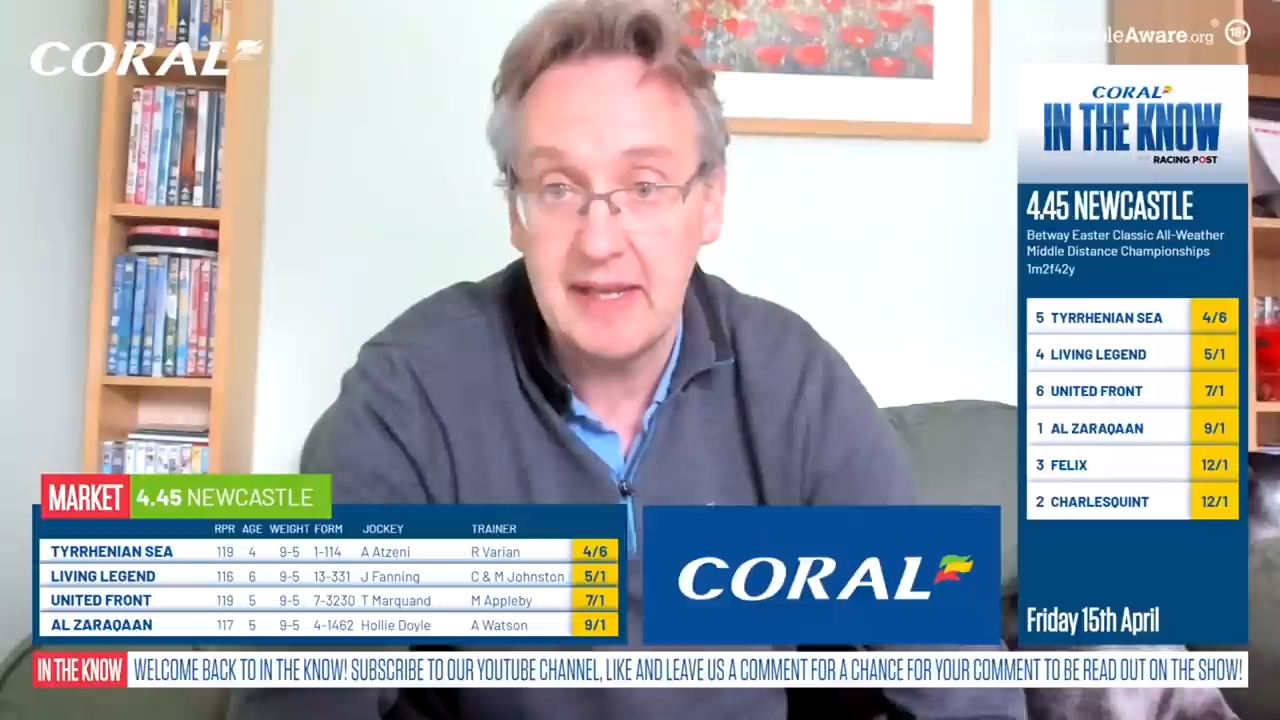 CORAL
Aware.org 18+
CORAL
IN THE KNOW
RACING POST
4.45 NEWCASTLE
Betway Easter Classic All-Weather
Middle Distance Championships
1m2f42y
5 TYRRHENIAN SEA 4/6
4 LIVING LEGEND 5/1
6 UNITED FRONT 7/1
1 AL ZARAQAAN 9/1
3 FELIX 12/1
2 CHARLESQUINT 12/1
Friday 15th April
MARKET 4.45 NEWCASTLE
RPR AGE WEIGHT FORM JOCKEY TRAINER
TYRRHENIAN SEA 119 4 9-5 1-114 A Atzeni R Varian 4/6
LIVING LEGEND 116 6 9-5 13-331 J Fanning C & M Johnston 5/1
UNITED FRONT 119 5 9-5 7-3230 T Marquand M Appleby 7/1
AL ZARAQAAN 117 5 9-5 4-1462 Hollie Doyle A Watson 9/1
CORAL
IN THE KNOW WELCOME BACK TO IN THE KNOW! SUBSCRIBE TO OUR YOUTUBE CHANNEL, LIKE AND LEAVE US A COMMENT FOR A CHANCE FOR YOUR COMMENT TO BE READ OUT ON THE SHOW!